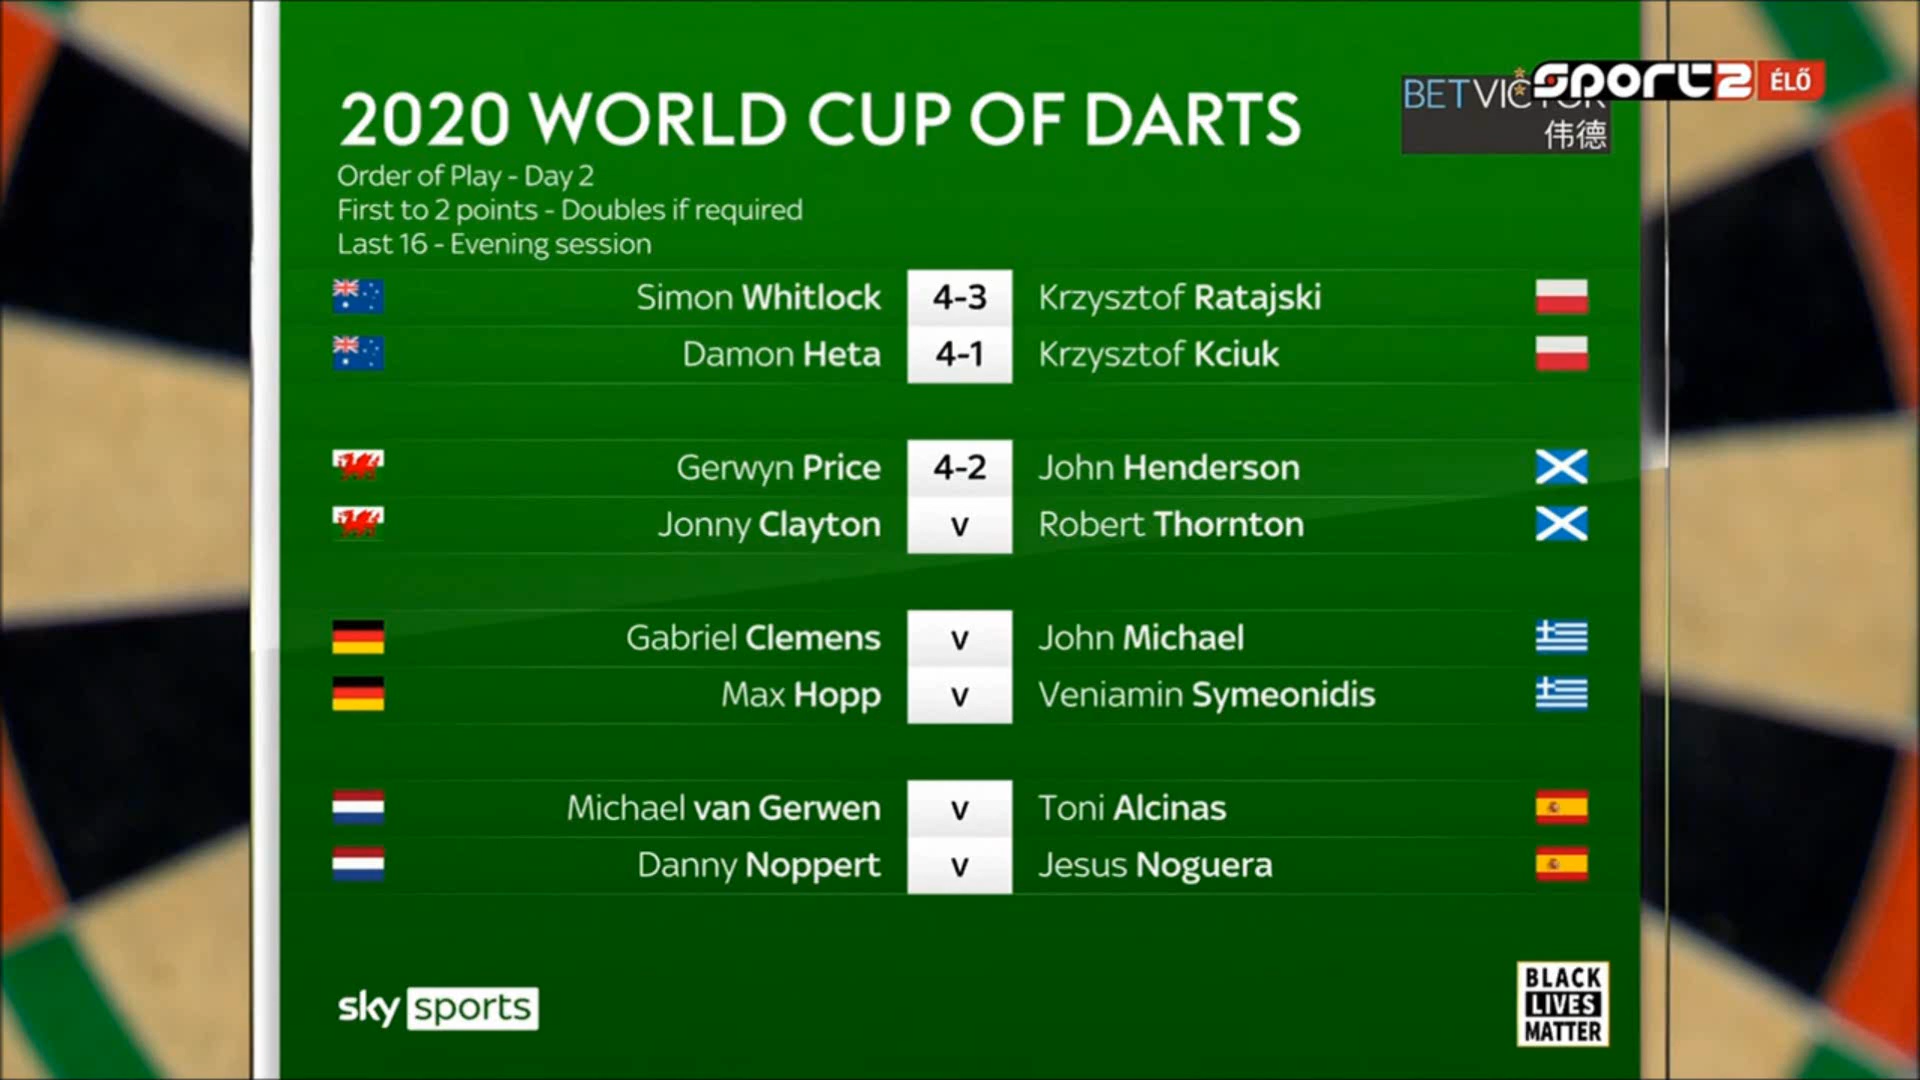 2020 WORLD CUP OF DARTS
BETVICTOR
伟德
sport2 ÉLŐ
Order of Play - Day 2
First to 2 points - Doubles if required
Last 16 - Evening session
Simon Whitlock 4-3 Krzysztof Ratajski
Damon Heta 4-1 Krzysztof Kciuk
Gerwyn Price 4-2 John Henderson
Jonny Clayton v Robert Thornton
Gabriel Clemens v John Michael
Max Hopp v Veniamin Symeonidis
Michael van Gerwen v Toni Alcinas
Danny Noppert v Jesus Noguera
sky sports
BLACK
LIVES
MATTER